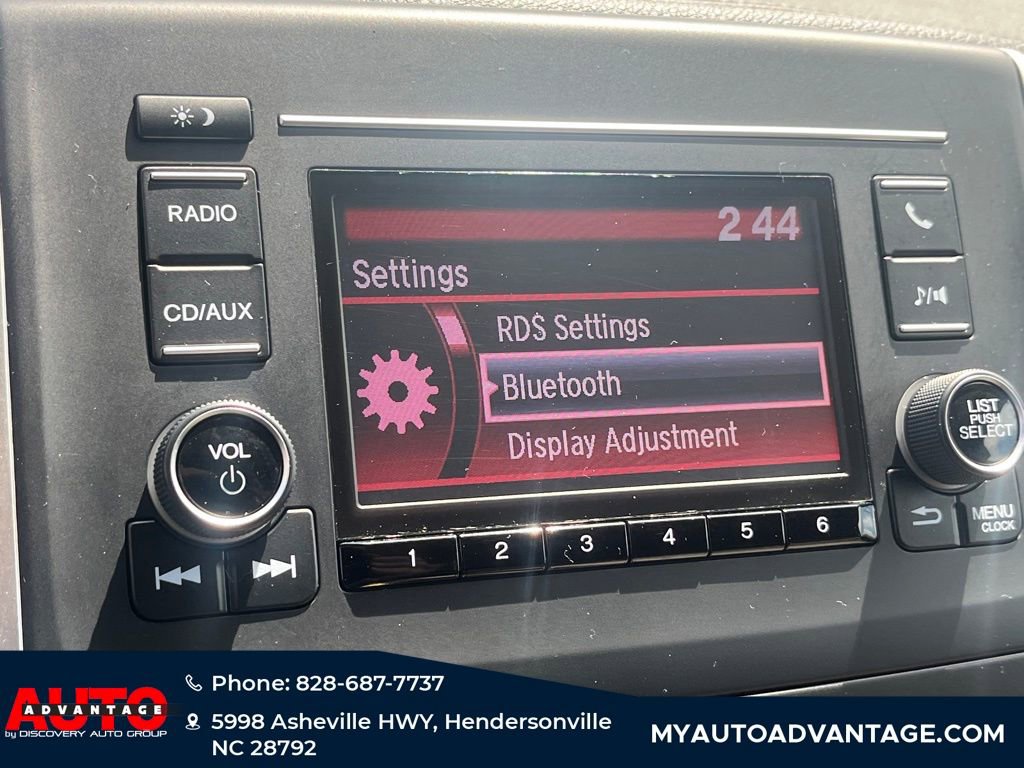 RADIO
CD/AUX
VOL
2 44
Settings
RDS Settings
Bluetooth
Display Adjustment
1 2 3 4 5 6
LIST
PUSH
SELECT
MENU
CLOCK
AUTO
ADVANTAGE
by DISCOVERY AUTO GROUP
Phone: 828-687-7737
5998 Asheville HWY, Hendersonville
NC 28792
MYAUTOADVANTAGE.COM